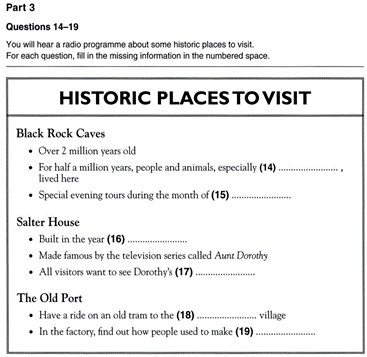 Part 3
Questions 14–19
You will hear a radio programme about some historic places to visit.
For each question, fill in the missing information in the numbered space.
HISTORIC PLACES TO VISIT
Black Rock Caves
• Over 2 million years old
• For half a million years, people and animals, especially (14) ........................ ,
lived here
• Special evening tours during the month of (15) ........................
Salter House
• Built in the year (16) ........................
• Made famous by the television series called Aunt Dorothy
• All visitors want to see Dorothy's (17) ........................
The Old Port
• Have a ride on an old tram to the (18) ........................ village
• In the factory, find out how people used to make (19) ........................